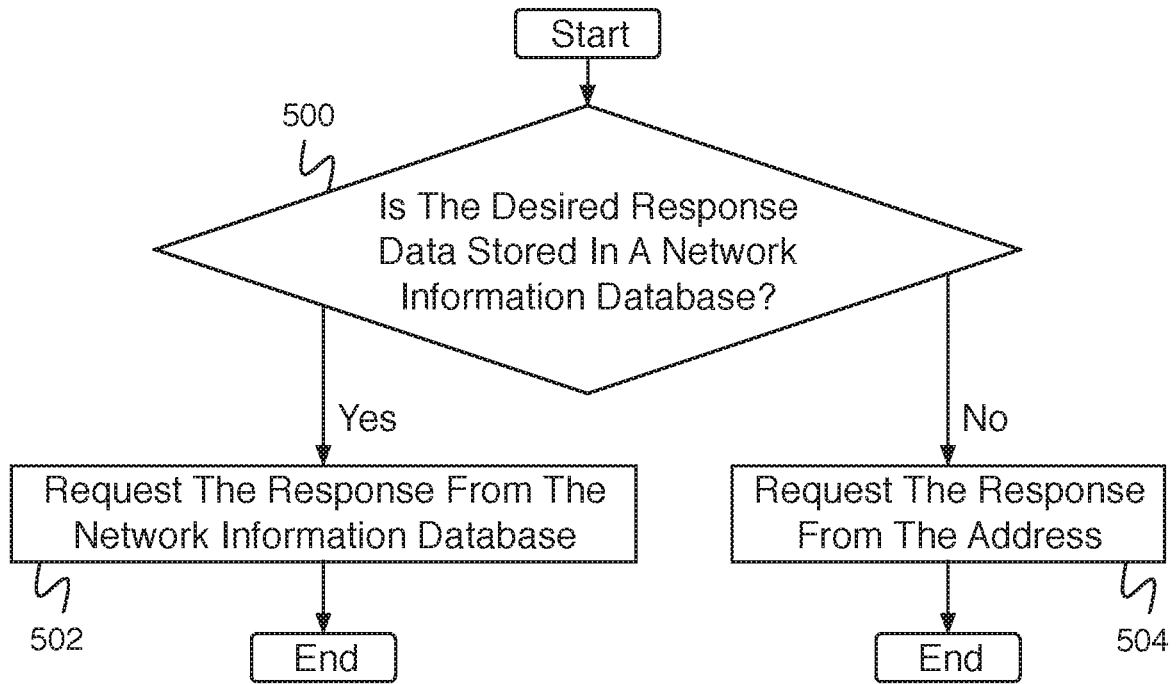 Start
500
Is The Desired Response
Data Stored In A Network
Information Database?
Yes
No
Request The Response From The
Network Information Database
Request The Response
From The Address
502
504
End
End